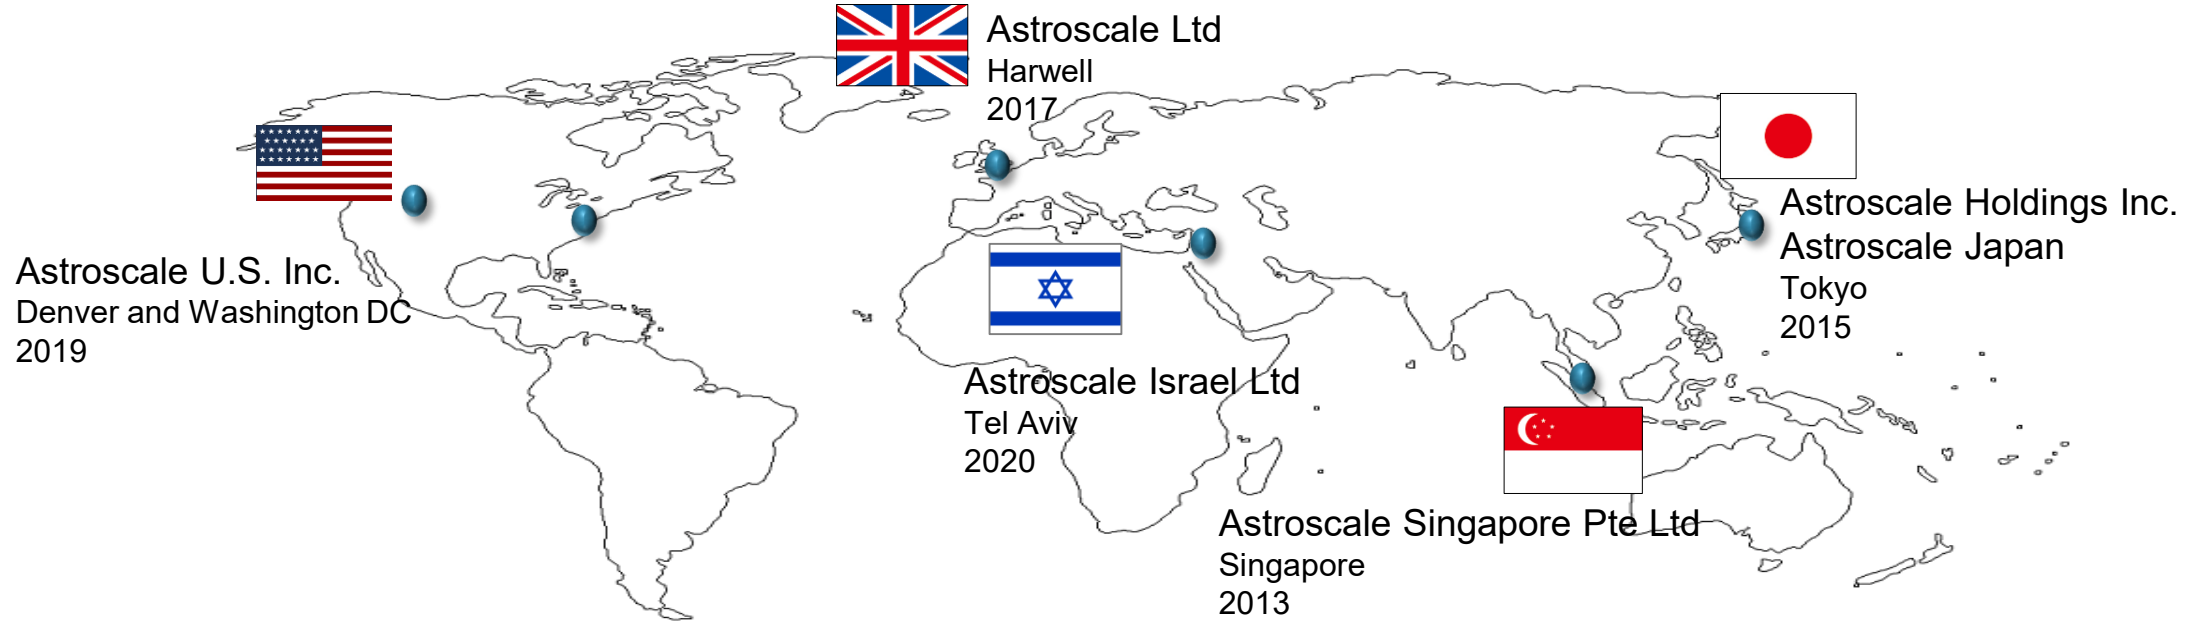 Astroscale Ltd
Harwell
2017
Astroscale Holdings Inc.
Astroscale Japan
Tokyo
2015
Astroscale U.S. Inc.
Denver and Washington DC
2019
Astroscale Israel Ltd
Tel Aviv
2020
Astroscale Singapore Pte Ltd
Singapore
2013